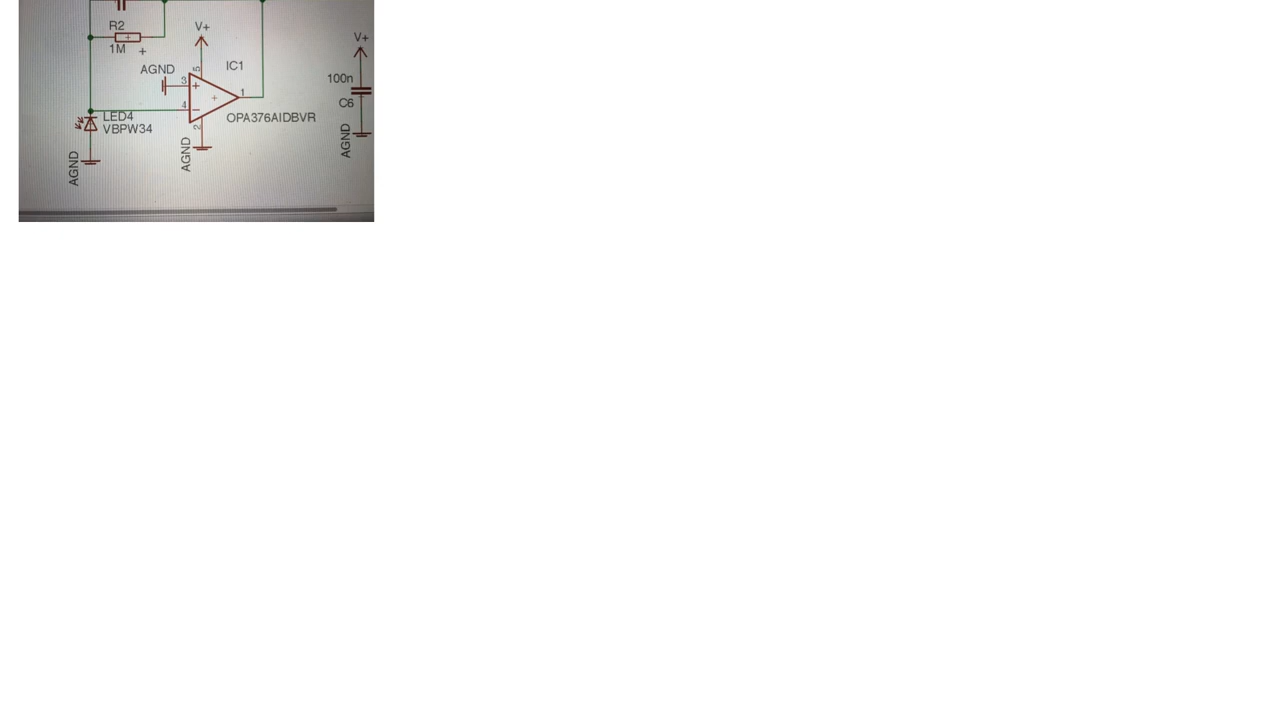 R2
1M
+
V+
IC1
AGND
3
5
+
+
-
4
1
2
OPA376AIDBVR
AGND
LED4
VBPW34
AGND
V+
100n
C6
AGND